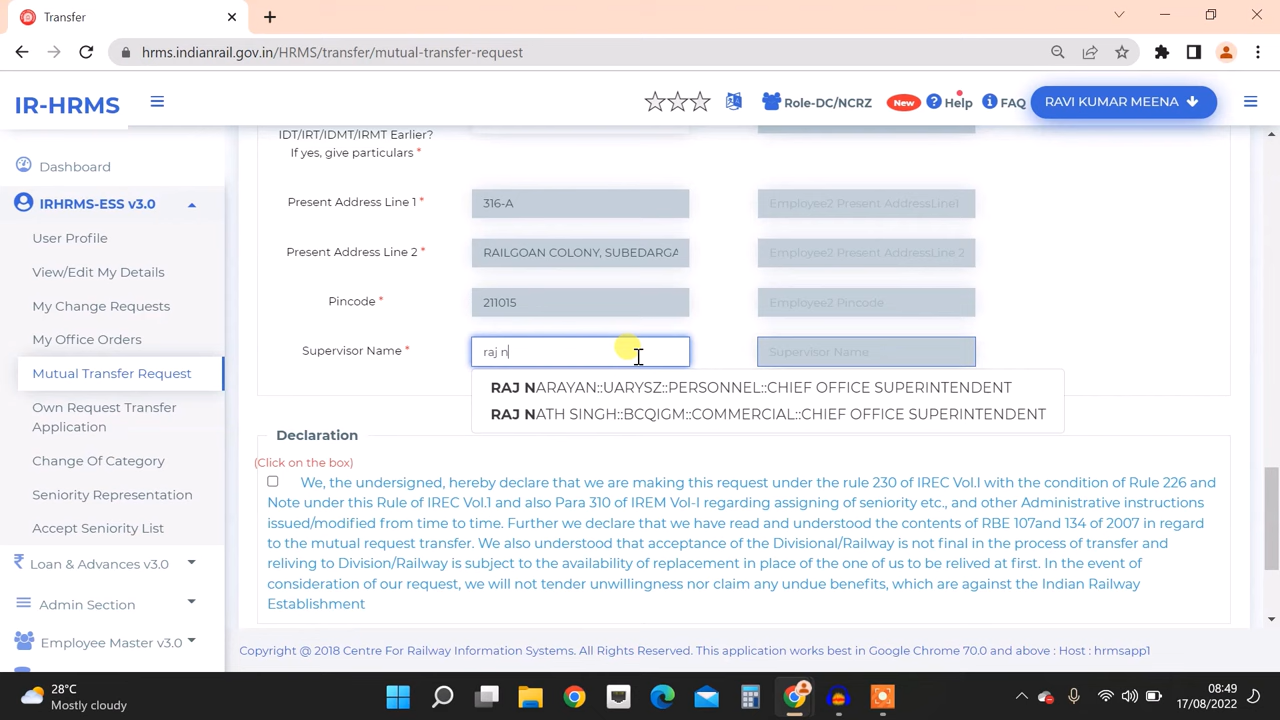 Transfer
hrms.indianrail.gov.in/HRMS/transfer/mutual-transfer-request
IR-HRMS
Role-DC/NCRZ
New
Help
FAQ
RAVI KUMAR MEENA
Dashboard
IRHRMS-ESS v3.0
User Profile
View/Edit My Details
My Change Requests
My Office Orders
Mutual Transfer Request
Own Request Transfer
Application
Change Of Category
Seniority Representation
Accept Seniority List
Loan & Advances v3.0
Admin Section
Employee Master v3.0
IDT/IRT/IDMT/IRMT Earlier?
If yes, give particulars *
Present Address Line 1 *
316-A
Employee2 Present AddressLine1
Present Address Line 2 *
RAILGOAN COLONY, SUBEDARGA
Employee2 Present AddressLine 2
Pincode *
211015
Employee2 Pincode
Supervisor Name *
raj n
Supervisor Name
RAJ NARAYAN::UARYSZ::PERSONNEL::CHIEF OFFICE SUPERINTENDENT
RAJ NATH SINGH::BCQIGM::COMMERCIAL::CHIEF OFFICE SUPERINTENDENT
Declaration
(Click on the box)
We, the undersigned, hereby declare that we are making this request under the rule 230 of IREC Vol.I with the condition of Rule 226 and
Note under this Rule of IREC Vol.1 and also Para 310 of IREM Vol-I regarding assigning of seniority etc., and other Administrative instructions
issued/modified from time to time. Further we declare that we have read and understood the contents of RBE 107and 134 of 2007 in regard
to the mutual request transfer. We also understood that acceptance of the Divisional/Railway is not final in the process of transfer and
reliving to Division/Railway is subject to the availability of replacement in place of the one of us to be relived at first. In the event of
consideration of our request, we will not tender unwillingness nor claim any undue benefits, which are against the Indian Railway
Establishment
Copyright @ 2018 Centre For Railway Information Systems. All Rights Reserved. This application works best in Google Chrome 70.0 and above : Host : hrmsapp1
28°C
Mostly cloudy
08:49
17/08/2022